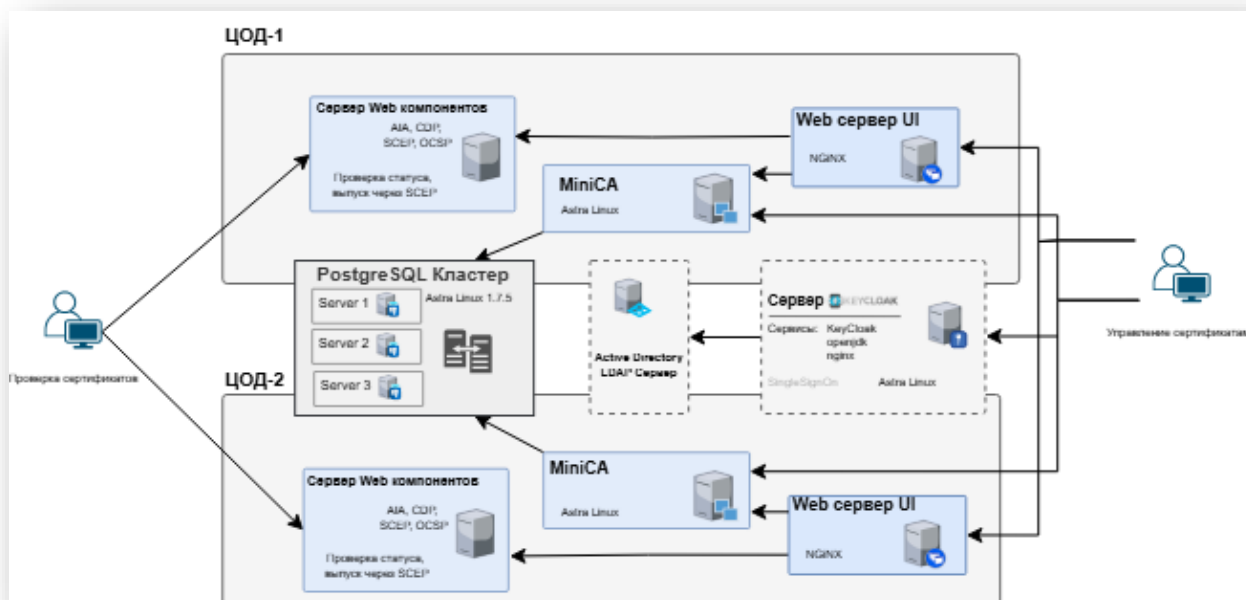 ЦОД-1
Сервер Web компонентов
AIA, CDP,
SCEP, OCSP
Проверка статуса,
выпуск через SCEP
Web сервер UI
NGINX
MiniCA
Astra Linux
PostgreSQL Кластер
Astra Linux 1.7.5
Server 1
Server 2
Server 3
Active Directory
LDAP Сервер
Сервер KEYCLOAK
Сервисы: KeyCloak
openjdk
nginx
SingleSignOn
Astra Linux
Проверка сертификатов
Управление сертификатам
ЦОД-2
MiniCA
Astra Linux
Сервер Web компонентов
AIA, CDP,
SCEP, OCSP
Проверка статуса,
выпуск через SCEP
Web сервер UI
NGINX